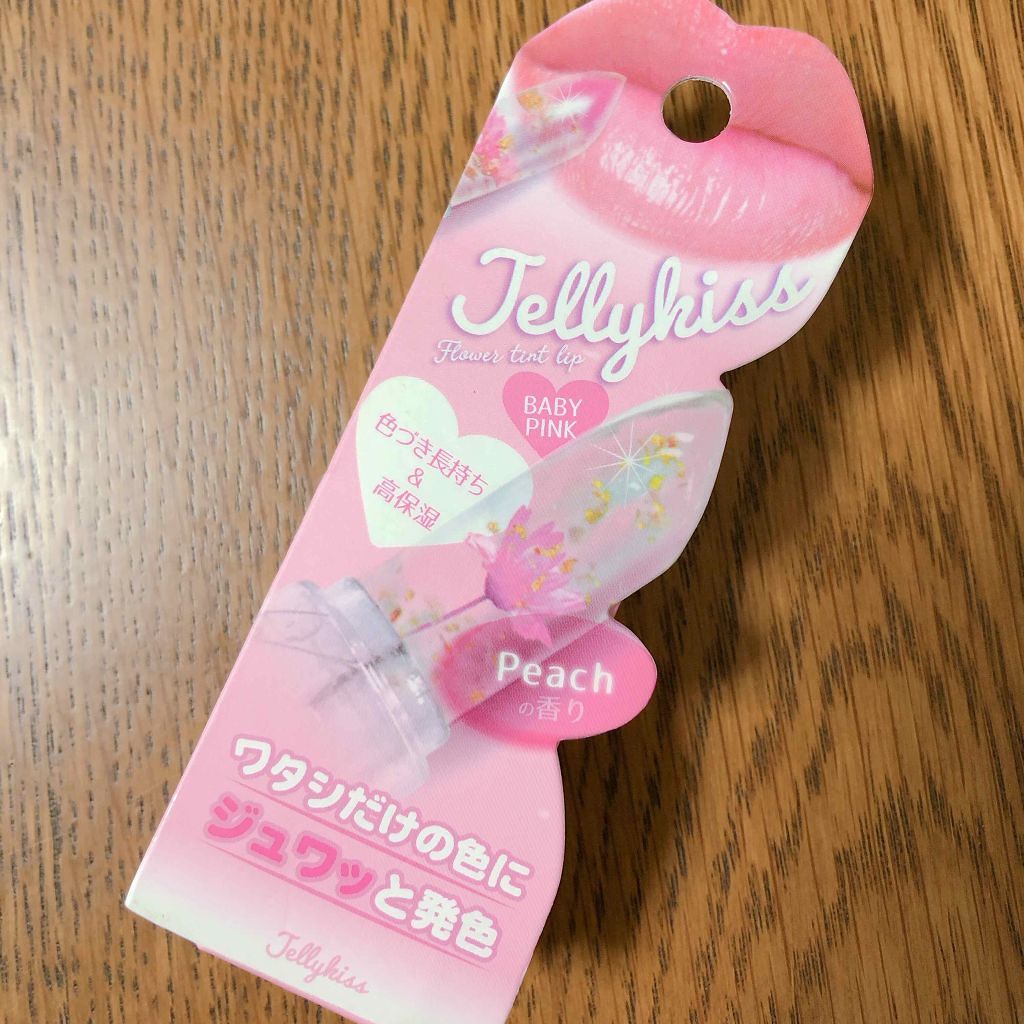 Jellykiss
Flower tint lip
BABY
PINK
色づき長持ち
&
高保湿
Peach
の香り
ワタシだけの色に
ジュワッと発色
Jellykiss